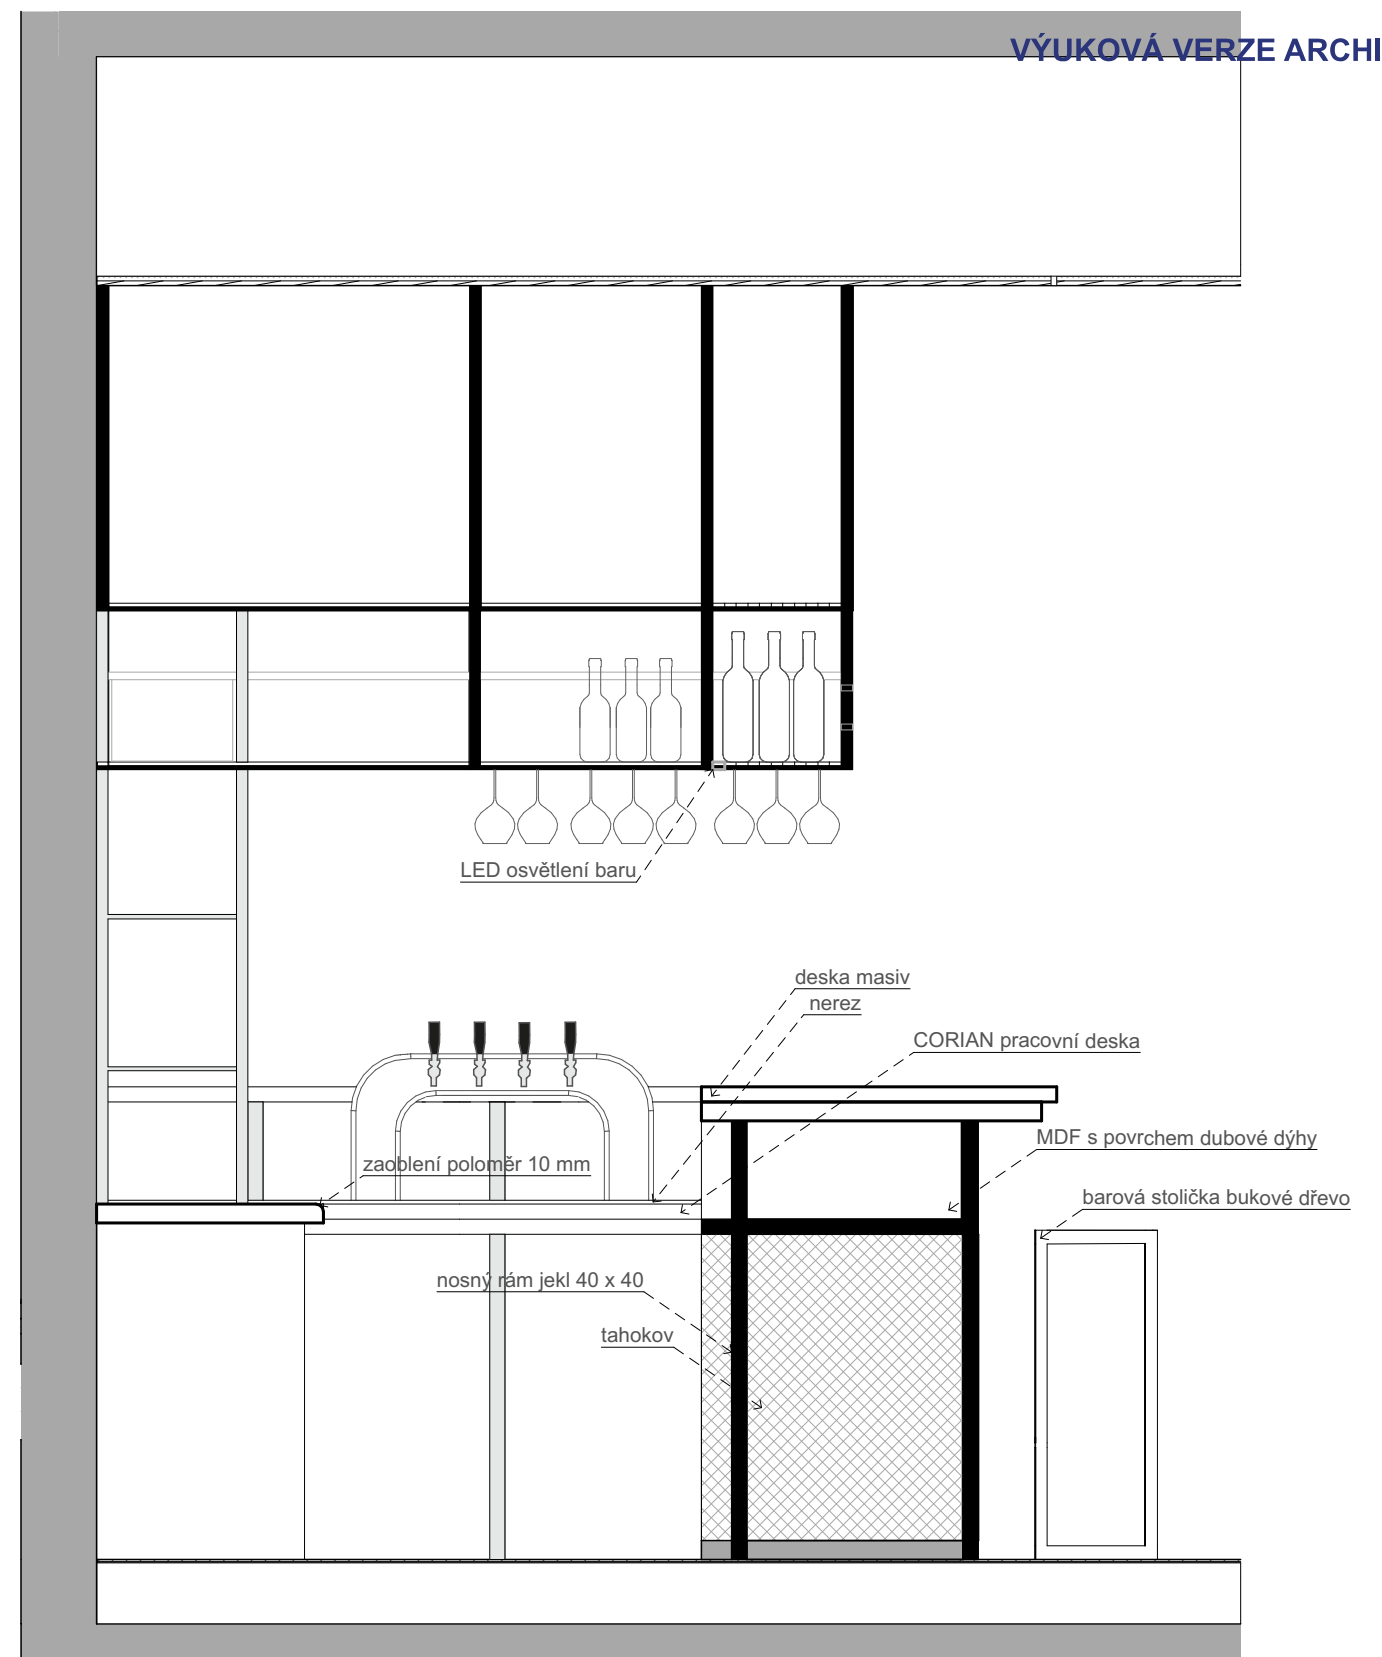 VÝUKOVÁ VERZE ARCHI
LED osvětlení baru
deska masiv
nerez
CORIAN pracovní deska
MDF s povrchem dubové dýhy
zaoblení poloměr 10 mm
barová stolička bukové dřevo
nosný rám jekl 40 x 40
tahokov